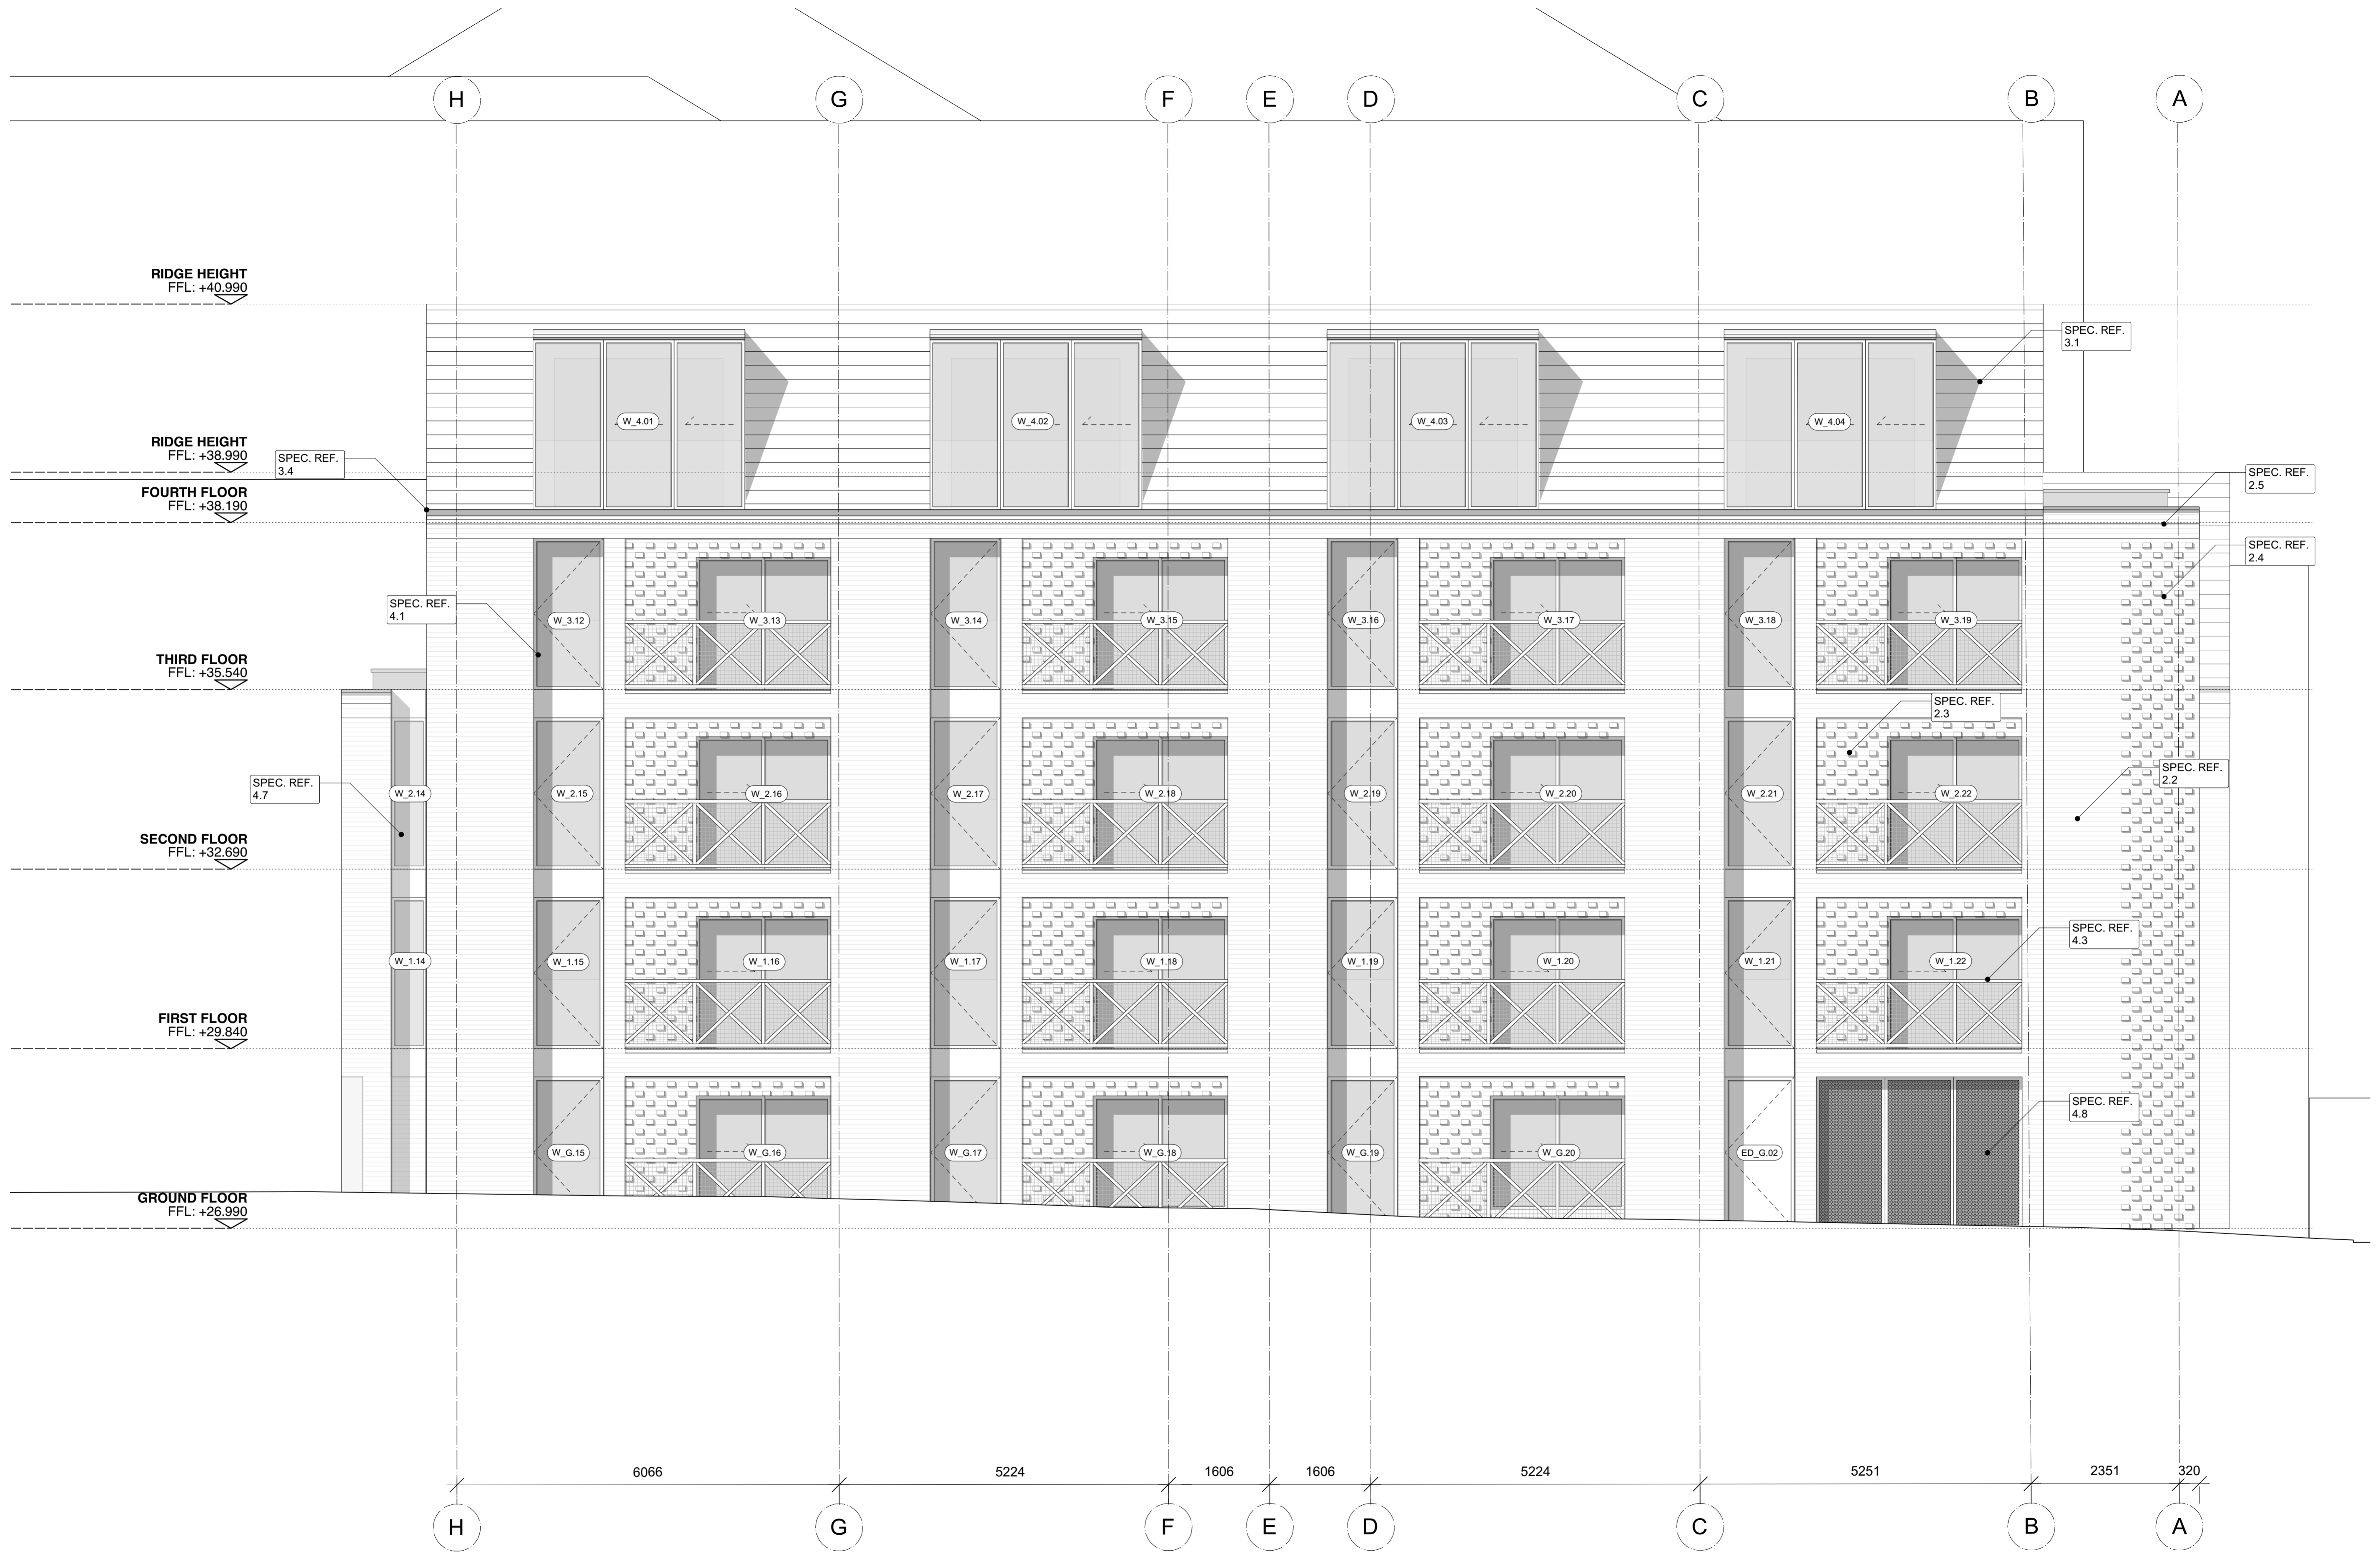 H G F E D C B A
RIDGE HEIGHT
FFL: +40.990
SPEC. REF.
3.1
W_4.01 W_4.02 W_4.03 W_4.04
RIDGE HEIGHT
FFL: +38.990
SPEC. REF.
3.4
SPEC. REF.
2.5
FOURTH FLOOR
FFL: +38.190
SPEC. REF.
2.4
SPEC. REF.
4.1
W_3.12 W_3.13 W_3.14 W_3.15 W_3.16 W_3.17 W_3.18 W_3.19
THIRD FLOOR
FFL: +35.540
SPEC. REF.
2.3
SPEC. REF.
2.2
SPEC. REF.
4.7
W_2.14 W_2.15 W_2.16 W_2.17 W_2.18 W_2.19 W_2.20 W_2.21 W_2.22
SECOND FLOOR
FFL: +32.690
SPEC. REF.
4.3
W_1.14 W_1.15 W_1.16 W_1.17 W_1.18 W_1.19 W_1.20 W_1.21 W_1.22
FIRST FLOOR
FFL: +29.840
SPEC. REF.
4.8
W_G.15 W_G.16 W_G.17 W_G.18 W_G.19 W_G.20 ED_G.02
GROUND FLOOR
FFL: +26.990
6066 5224 1606 1606 5224 5251 2351 320
H G F E D C B A